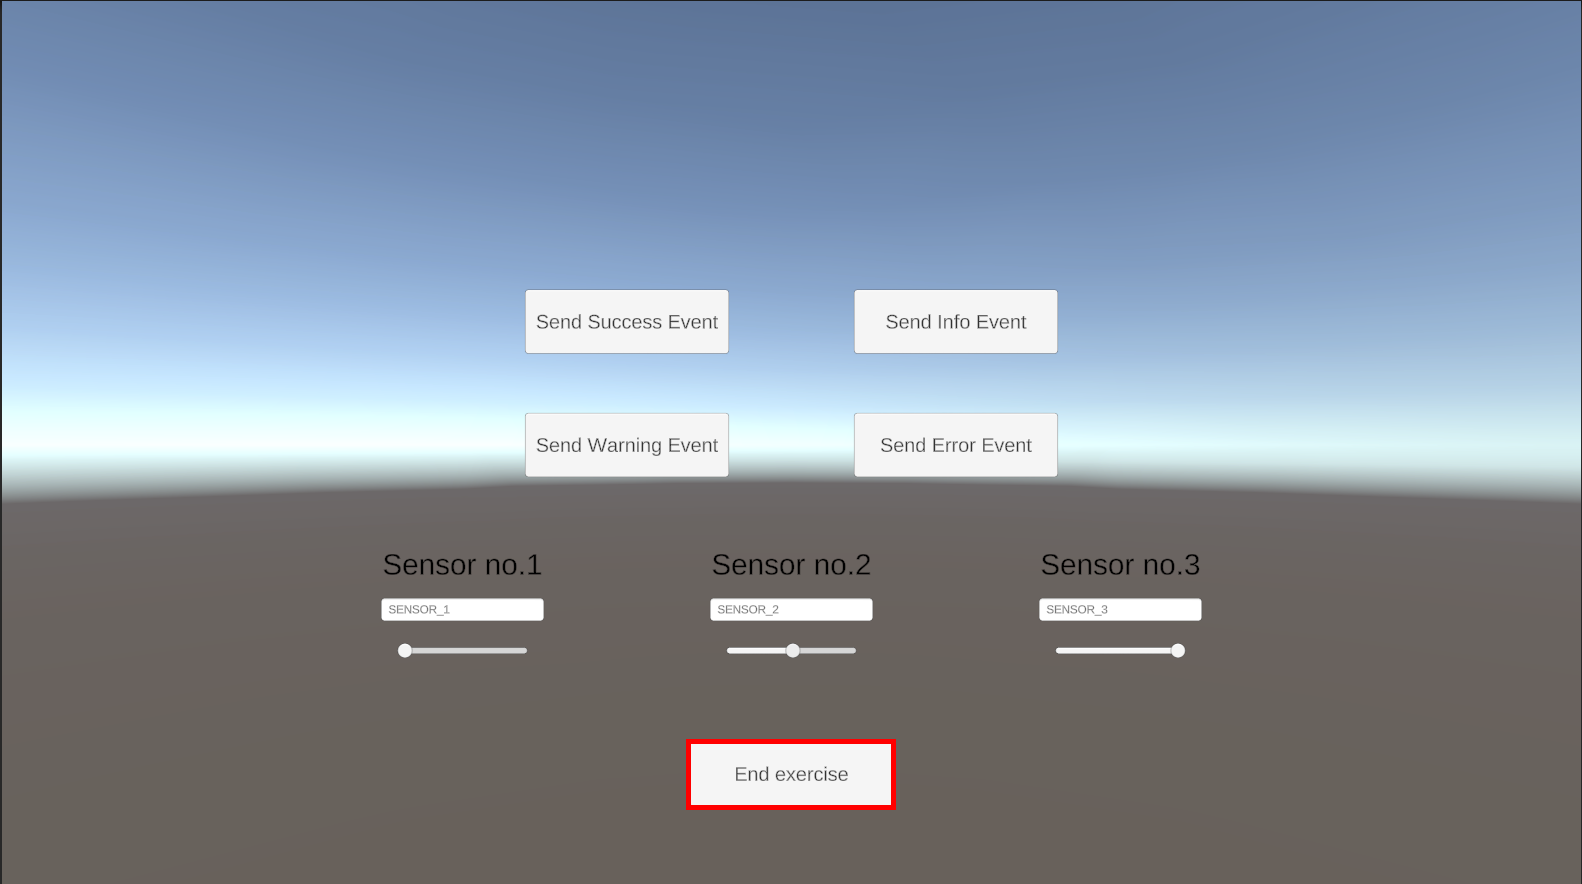 Send Success Event
Send Info Event
Send Warning Event
Send Error Event
Sensor no.1
Sensor no.2
Sensor no.3
SENSOR_1
SENSOR_2
SENSOR_3
End exercise